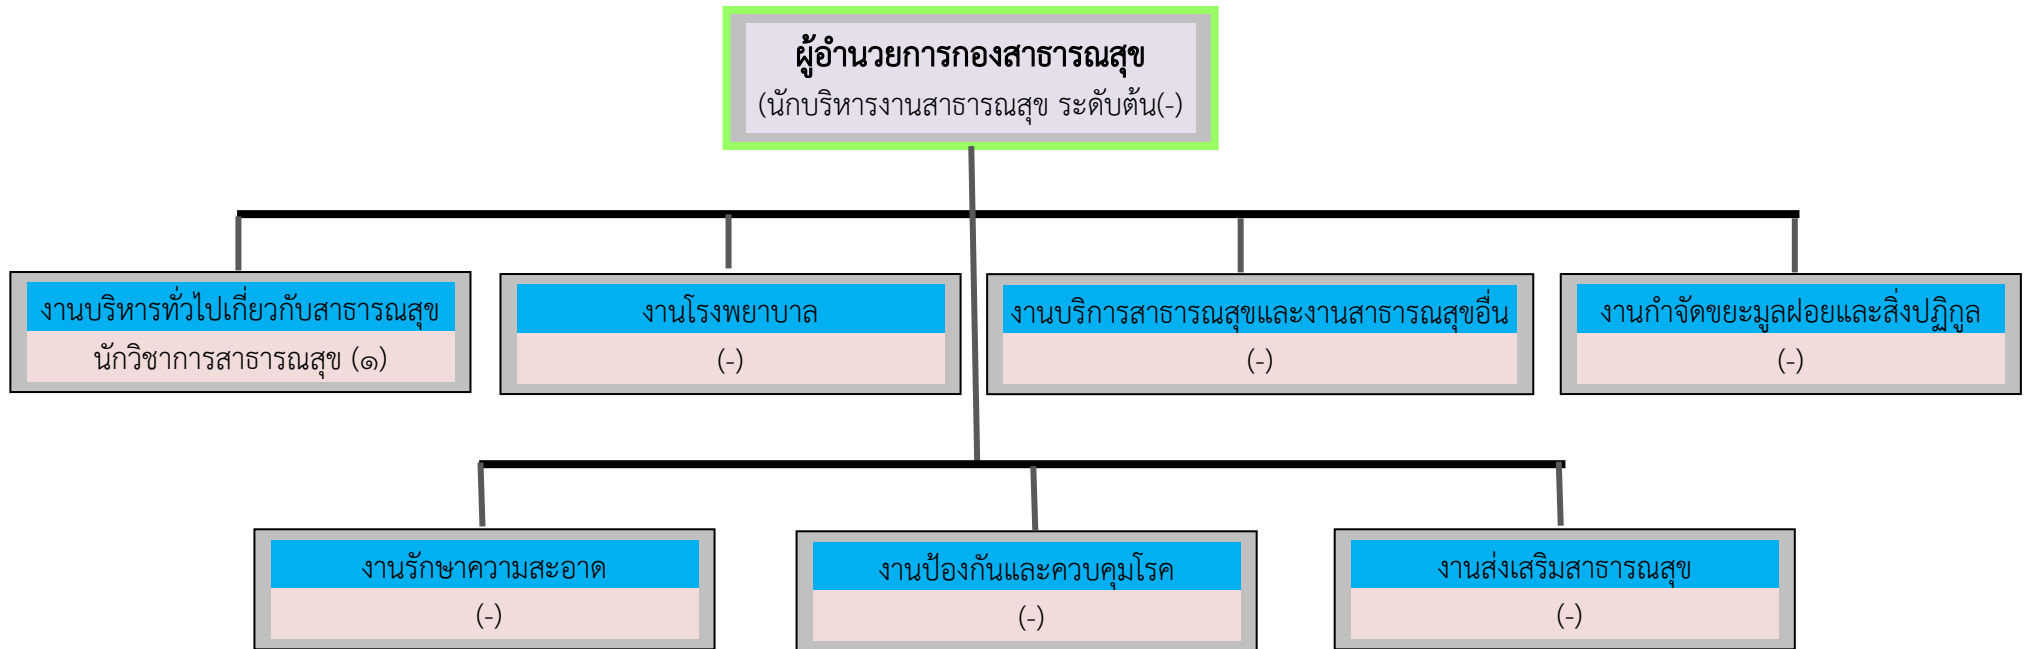 ผู้อำนวยการกองสาธารณสุข
(นักบริหารงานสาธารณสุข ระดับต้น(-)
งานบริหารทั่วไปเกี่ยวกับสาธารณสุข
นักวิชาการสาธารณสุข (๑)
งานโรงพยาบาล
(-)
งานบริการสาธารณสุขและงานสาธารณสุขอื่น
(-)
งานกำจัดขยะมูลฝอยและสิ่งปฏิกูล
(-)
งานรักษาความสะอาด
(-)
งานป้องกันและควบคุมโรค
(-)
งานส่งเสริมสาธารณสุข
(-)